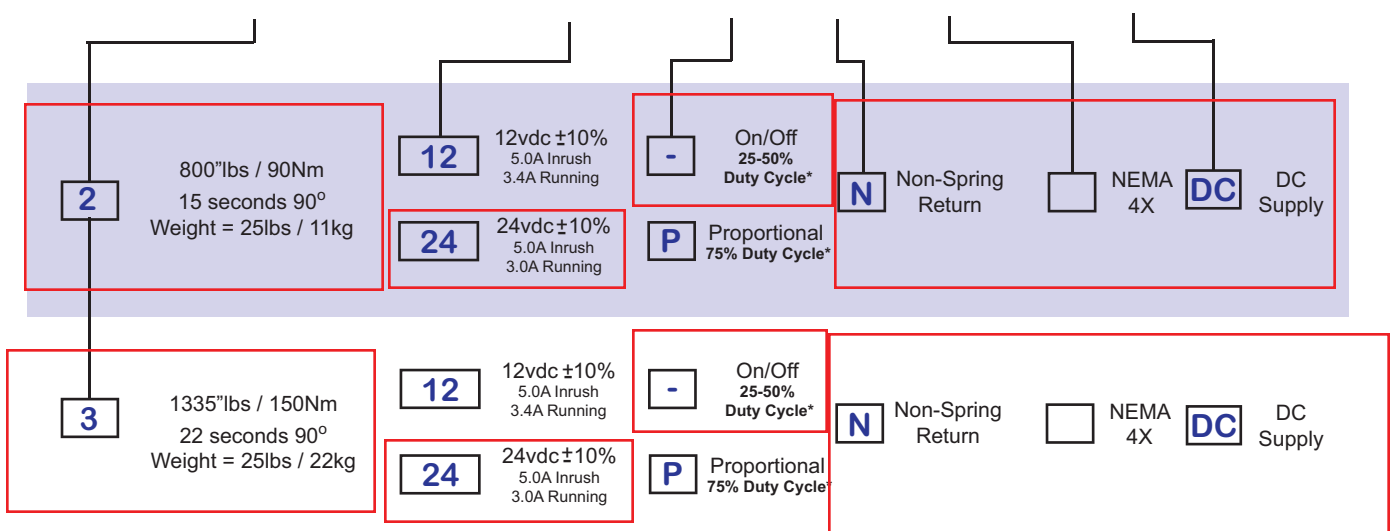 2
800"lbs / 90Nm
15 seconds 90º
Weight = 25lbs / 11kg
12
12vdc ±10%
5.0A Inrush
3.4A Running
24
24vdc ±10%
5.0A Inrush
3.0A Running
-
On/Off
25-50%
Duty Cycle*
P
Proportional
75% Duty Cycle*
N
Non-Spring
Return
NEMA
4X
DC
DC
Supply
3
1335"lbs / 150Nm
22 seconds 90º
Weight = 25lbs / 22kg
12
12vdc ±10%
5.0A Inrush
3.4A Running
24
24vdc ±10%
5.0A Inrush
3.0A Running
-
On/Off
25-50%
Duty Cycle*
P
Proportional
75% Duty Cycle*
N
Non-Spring
Return
NEMA
4X
DC
DC
Supply